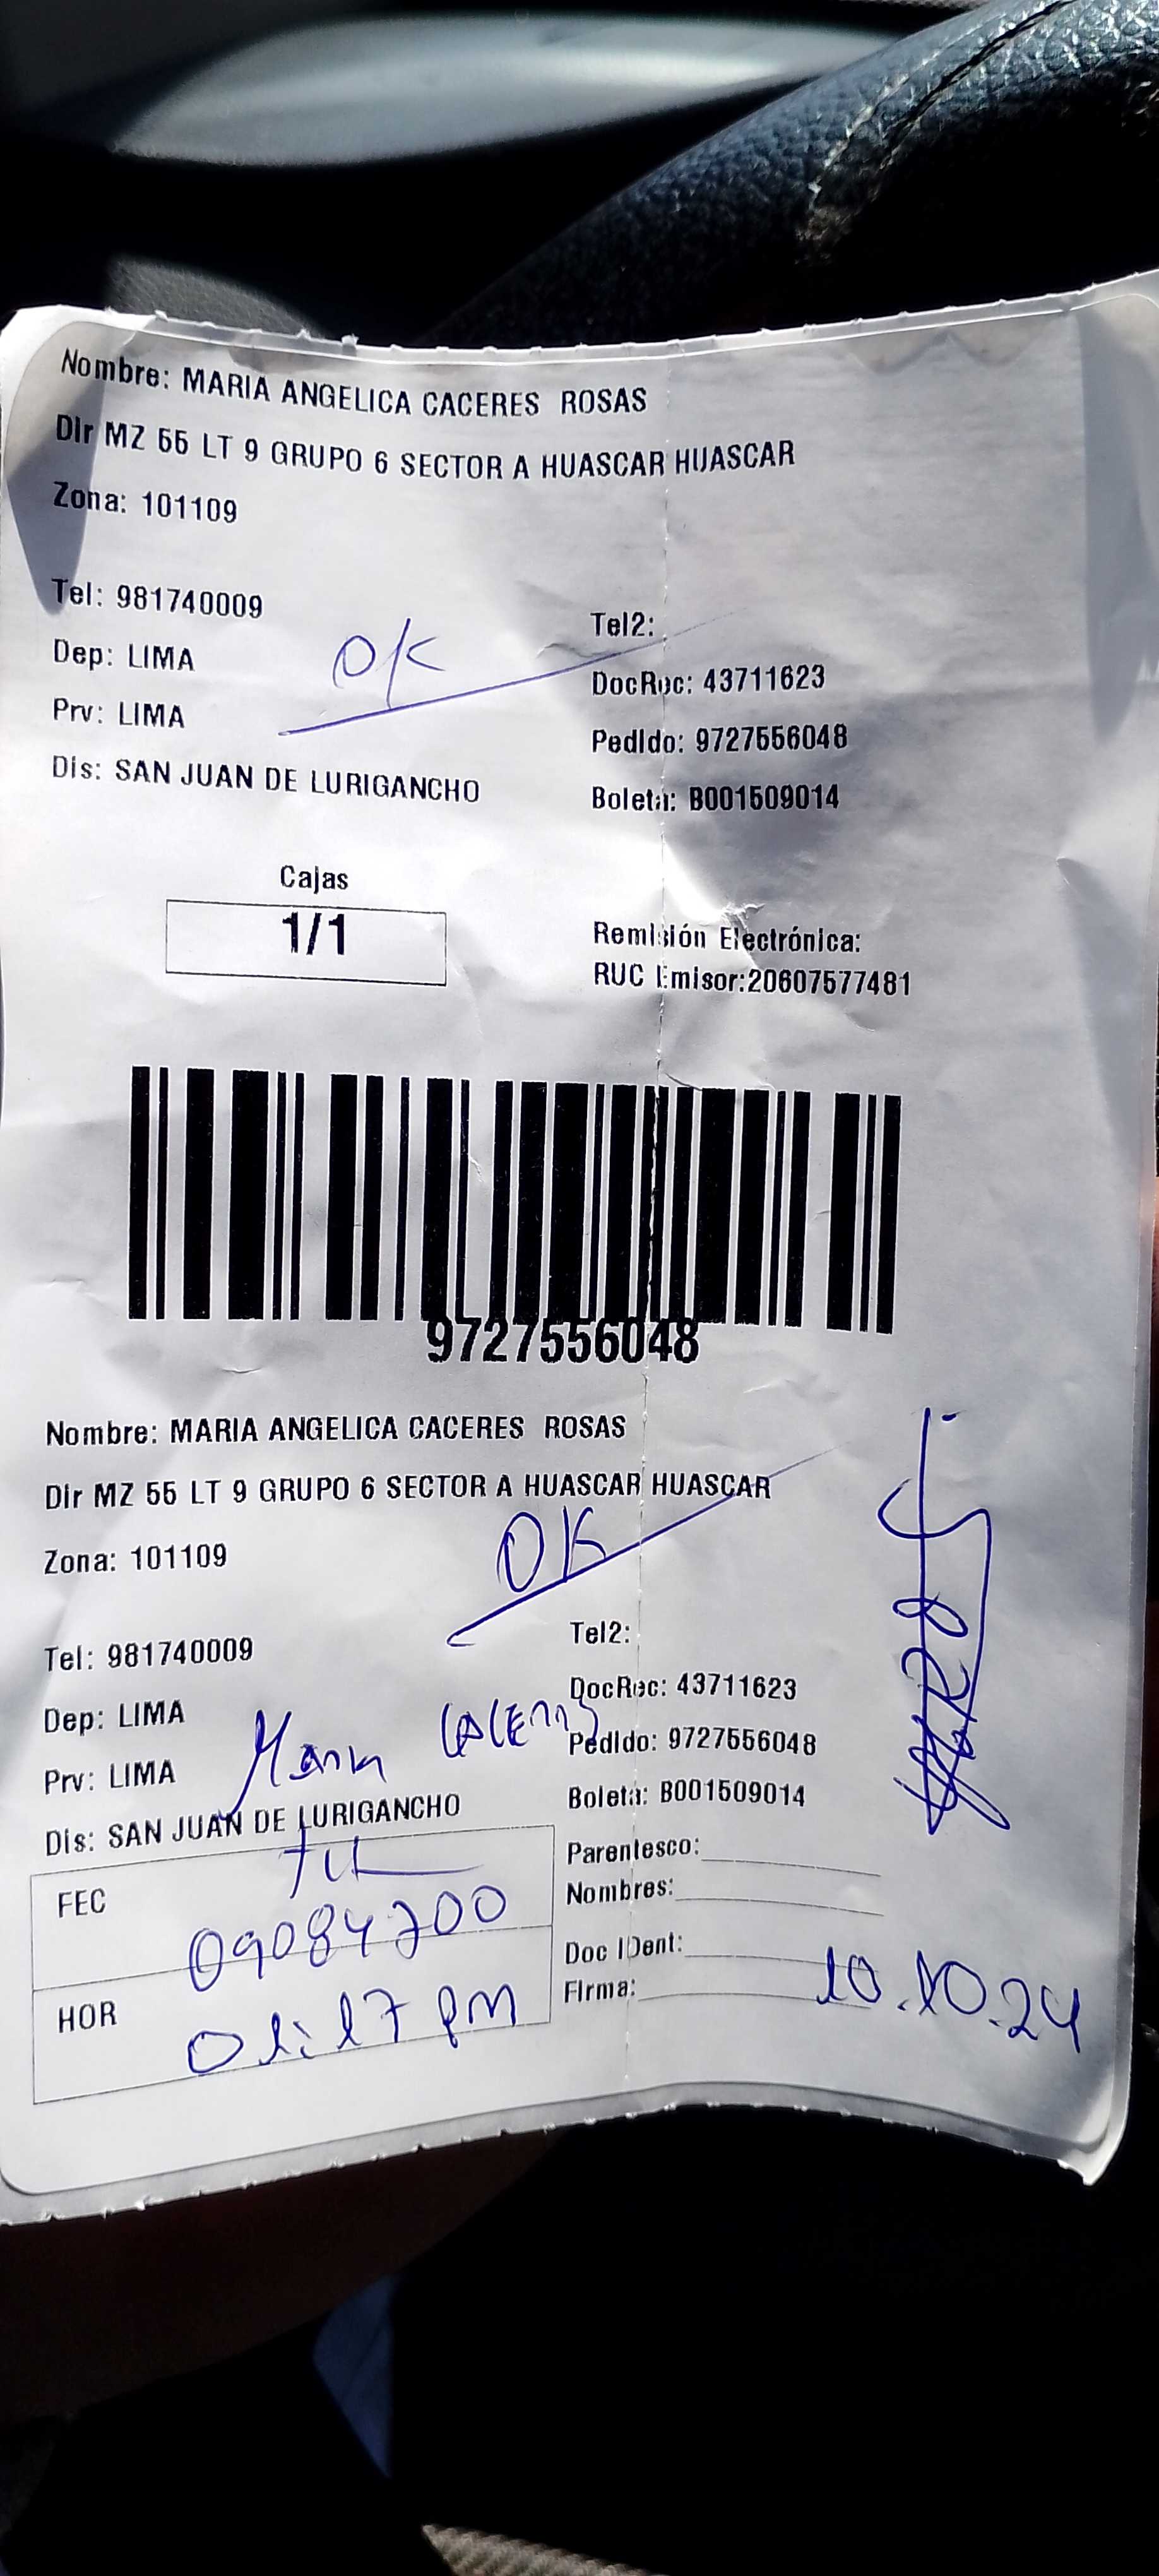 Nombre: MARIA ANGELICA CACERES ROSAS
Dir MZ 55 LT 9 GRUPO 6 SECTOR A HUASCAR HUASCAR
Zona: 101109
Tel: 981740009
Tel2:
OK
Dep: LIMA
DocRec: 43711623
Prv: LIMA
Pedido: 9727556048
Dis: SAN JUAN DE LURIGANCHO
Boleta: B001509014
Cajas
1/1
Remisión Electrónica:
RUC Emisor:20607577481
9727556048
Nombre: MARIA ANGELICA CACERES ROSAS
Dir MZ 55 LT 9 GRUPO 6 SECTOR A HUASCAR HUASCAR
OK
Zona: 101109
Tel: 981740009
Tel2:
Dep: LIMA
DocRec: 43711623
Prv: LIMA
Pedido: 9727556048
Dis: SAN JUAN DE LURIGANCHO
Boleta: B001509014
Parentesco:
FEC
Nombres:
09084700
Doc IDent:
HOR
Firma:
10.10.24